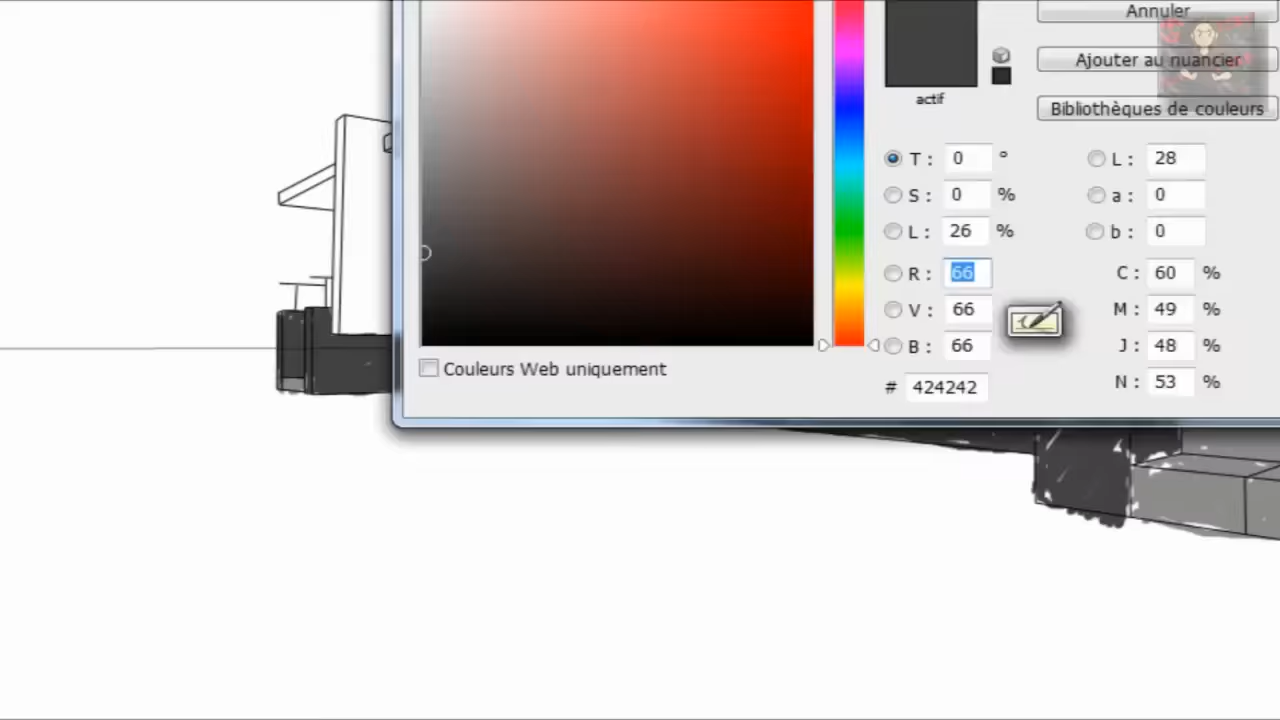 Annuler
Ajouter au nuancier
actif
Bibliothèques de couleurs
T : 0 ° L : 28
S : 0 % a : 0
L : 26 % b : 0
R : 66 C : 60 %
V : 66 M : 49 %
B : 66 J : 48 %
Couleurs Web uniquement
# 424242 N : 53 %